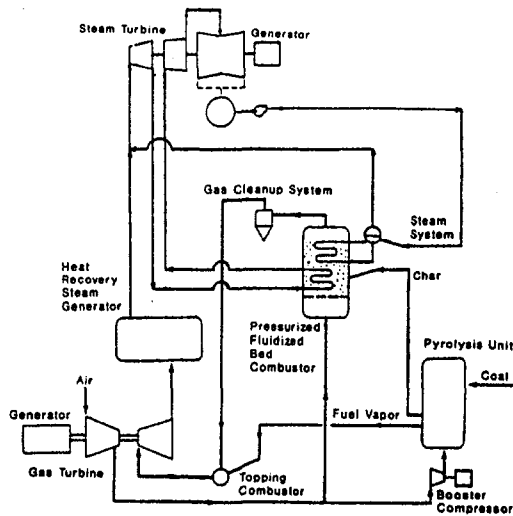 Steam Turbine
Generator
Gas Cleanup System
Steam
System
Heat
Recovery
Steam
Generator
Char
Pressurized
Fluidized
Bed
Combustor
Pyrolysis Unit
Coal
Air
Generator
Fuel Vapor
Gas Turbine
Topping
Combustor
Booster
Compressor